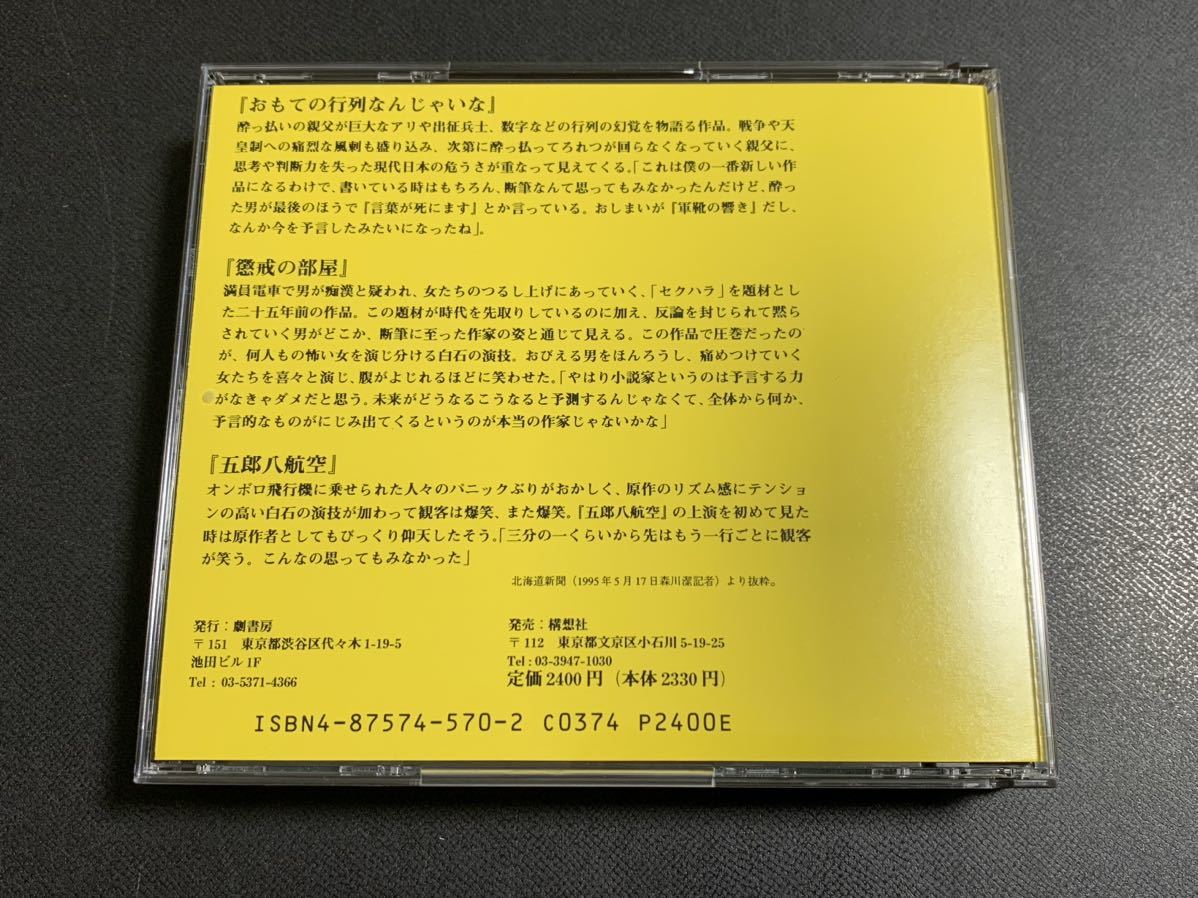 『おもての行列なんじゃいな』
酔っ払いの親父が巨大なアリや出征兵士、数字などの行列の幻覚を物語る作品。戦争や天
皇制への痛烈な風刺も盛り込み、次第に酔っ払ってろれつが回らなくなっていく親父に、
思考や判断力を失った現代日本の危うさが重なって見えてくる。「これは僕の一番新しい作
品になるわけで、書いている時はもちろん、断筆なんて思ってもみなかったんだけど、酔っ
た男が最後のほうで『言葉が死にます』とか言っている。おしまいが『軍靴の響き』だし、
なんか今を予言したみたいになったね」。
『懲戒の部屋』
満員電車で男が痴漢と疑われ、女たちのつるし上げにあっていく、「セクハラ」を題材とし
た二十五年前の作品。この題材が時代を先取りしているのに加え、反論を封じられて黙ら
されていく男がどこか、断筆に至った作家の姿と通じて見える。この作品で圧巻だったの
が、何人もの怖い女を演じ分ける白石の演技。おびえる男をほんろうし、痛めつけていく
女たちを喜々と演じ、腹がよじれるほどに笑わせた。「やはり小説家というのは予言する力
がなきゃダメだと思う。未来がどうなるこうなると予測するんじゃなくて、全体から何か、
予言的なものがにじみ出てくるというのが本当の作家じゃないかな」
『五郎八航空』
オンボロ飛行機に乗せられた人々のパニックぶりがおかしく、原作のリズム感にテンショ
ンの高い白石の演技が加わって観客は爆笑、また爆笑。『五郎八航空』の上演を初めて見た
時は原作者としてもびっくり仰天したそう。「三分の一くらいから先はもう一行ごとに観客
が笑う。こんなの思ってもみなかった」
北海道新聞（1995年5月17日森川潔記者）より抜粋。
発行：劇書房
〒151 東京都渋谷区代々木1-19-5
池田ビル1F
Tel : 03-5371-4366
発売：構想社
〒112 東京都文京区小石川5-19-25
Tel : 03-3947-1030
定価2400円（本体2330円）
ISBN4-87574-570-2 C0374 P2400E